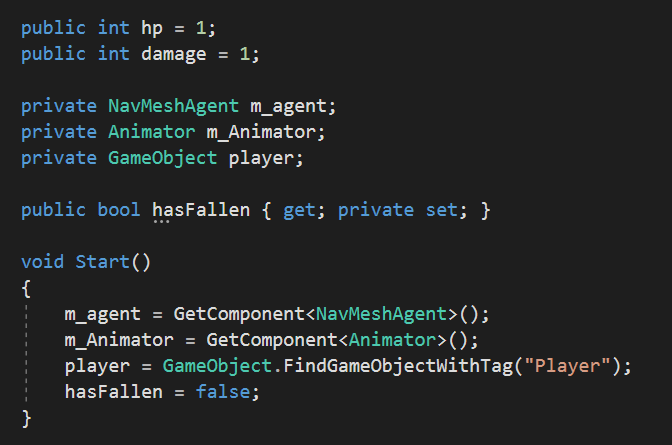 public int hp = 1;
public int damage = 1;
private NavMeshAgent m_agent;
private Animator m_Animator;
private GameObject player;
public bool hasFallen { get; private set; }
void Start()
{
m_agent = GetComponent<NavMeshAgent>();
m_Animator = GetComponent<Animator>();
player = GameObject.FindGameObjectWithTag("Player");
hasFallen = false;
}